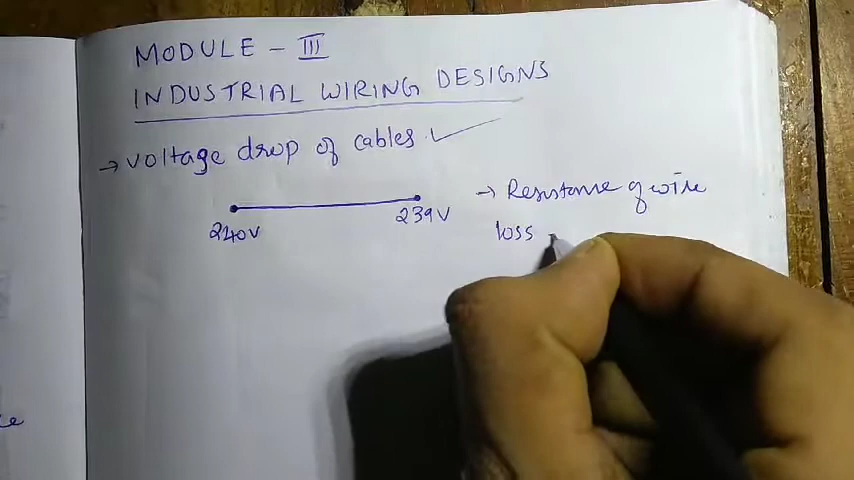 MODULE - III
INDUSTRIAL WIRING DESIGNS
→ voltage drop of cables ✓
→ Resistance of wire
240V
239V
loss